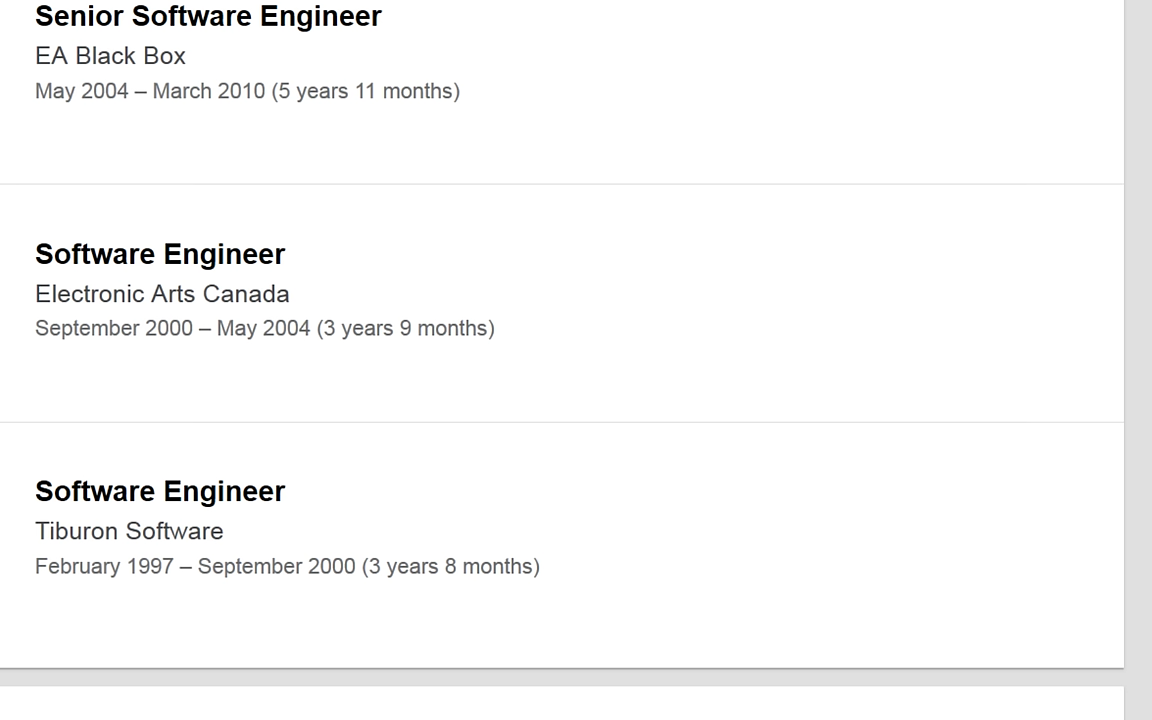 Senior Software Engineer
EA Black Box
May 2004 – March 2010 (5 years 11 months)
Software Engineer
Electronic Arts Canada
September 2000 – May 2004 (3 years 9 months)
Software Engineer
Tiburon Software
February 1997 – September 2000 (3 years 8 months)